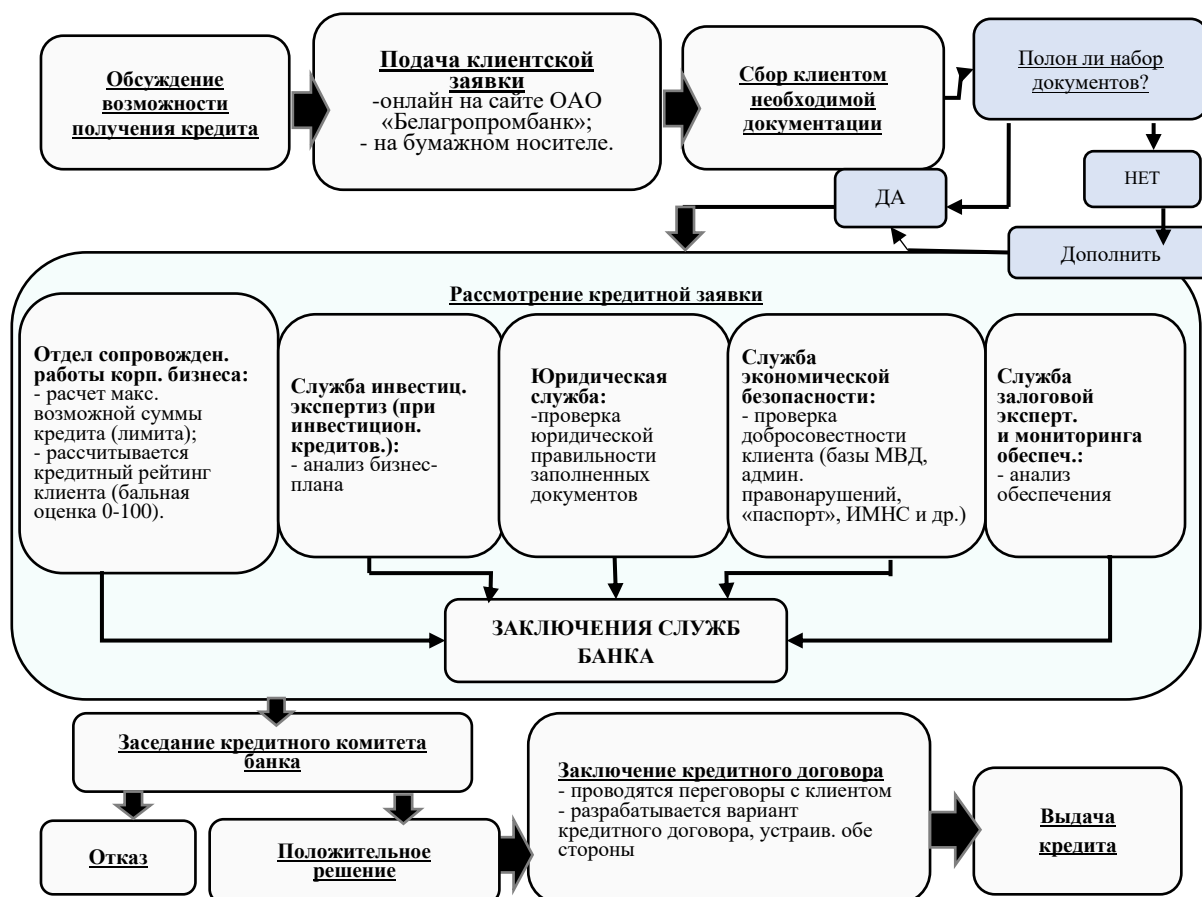 Обсуждение
возможности
получения кредита
Подача клиентской
заявки
-онлайн на сайте ОАО
«Белагропромбанк»;
- на бумажном носителе.
Сбор клиентом
необходимой
документации
Полон ли набор
документов?
ДА
НЕТ
Дополнить
Рассмотрение кредитной заявки
Отдел сопровожден.
работы корп. бизнеса:
- расчет макс.
возможной суммы
кредита (лимита);
- рассчитывается
кредитный рейтинг
клиента (бальная
оценка 0-100).
Служба инвестиц.
экспертиз (при
инвестицион.
кредитов.):
- анализ бизнес-
плана
Юридическая
служба:
-проверка
юридической
правильности
заполненных
документов
Служба
экономической
безопасности:
- проверка
добросовестности
клиента (базы МВД,
админ.
правонарушений,
«паспорт», ИМНС и др.)
Служба
залоговой
эксперт.
и мониторинга
обеспеч.:
- анализ
обеспечения
ЗАКЛЮЧЕНИЯ СЛУЖБ
БАНКА
Заседание кредитного комитета
банка
Отказ
Положительное
решение
Заключение кредитного договора
- проводятся переговоры с клиентом
- разрабатывается вариант
кредитного договора, устраив. обе
стороны
Выдача
кредита